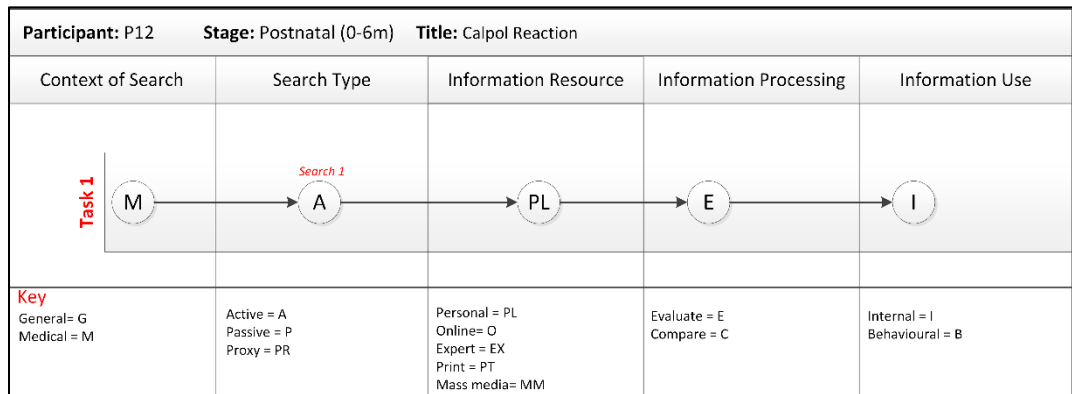 Participant: P12 Stage: Postnatal (0-6m) Title: Calpol Reaction
Context of Search Search Type Information Resource Information Processing Information Use
Task 1
Search 1
M A PL E I
Key
General= G
Medical = M
Active = A
Passive = P
Proxy = PR
Personal = PL
Online= O
Expert = EX
Print = PT
Mass media= MM
Evaluate = E
Compare = C
Internal = I
Behavioural = B